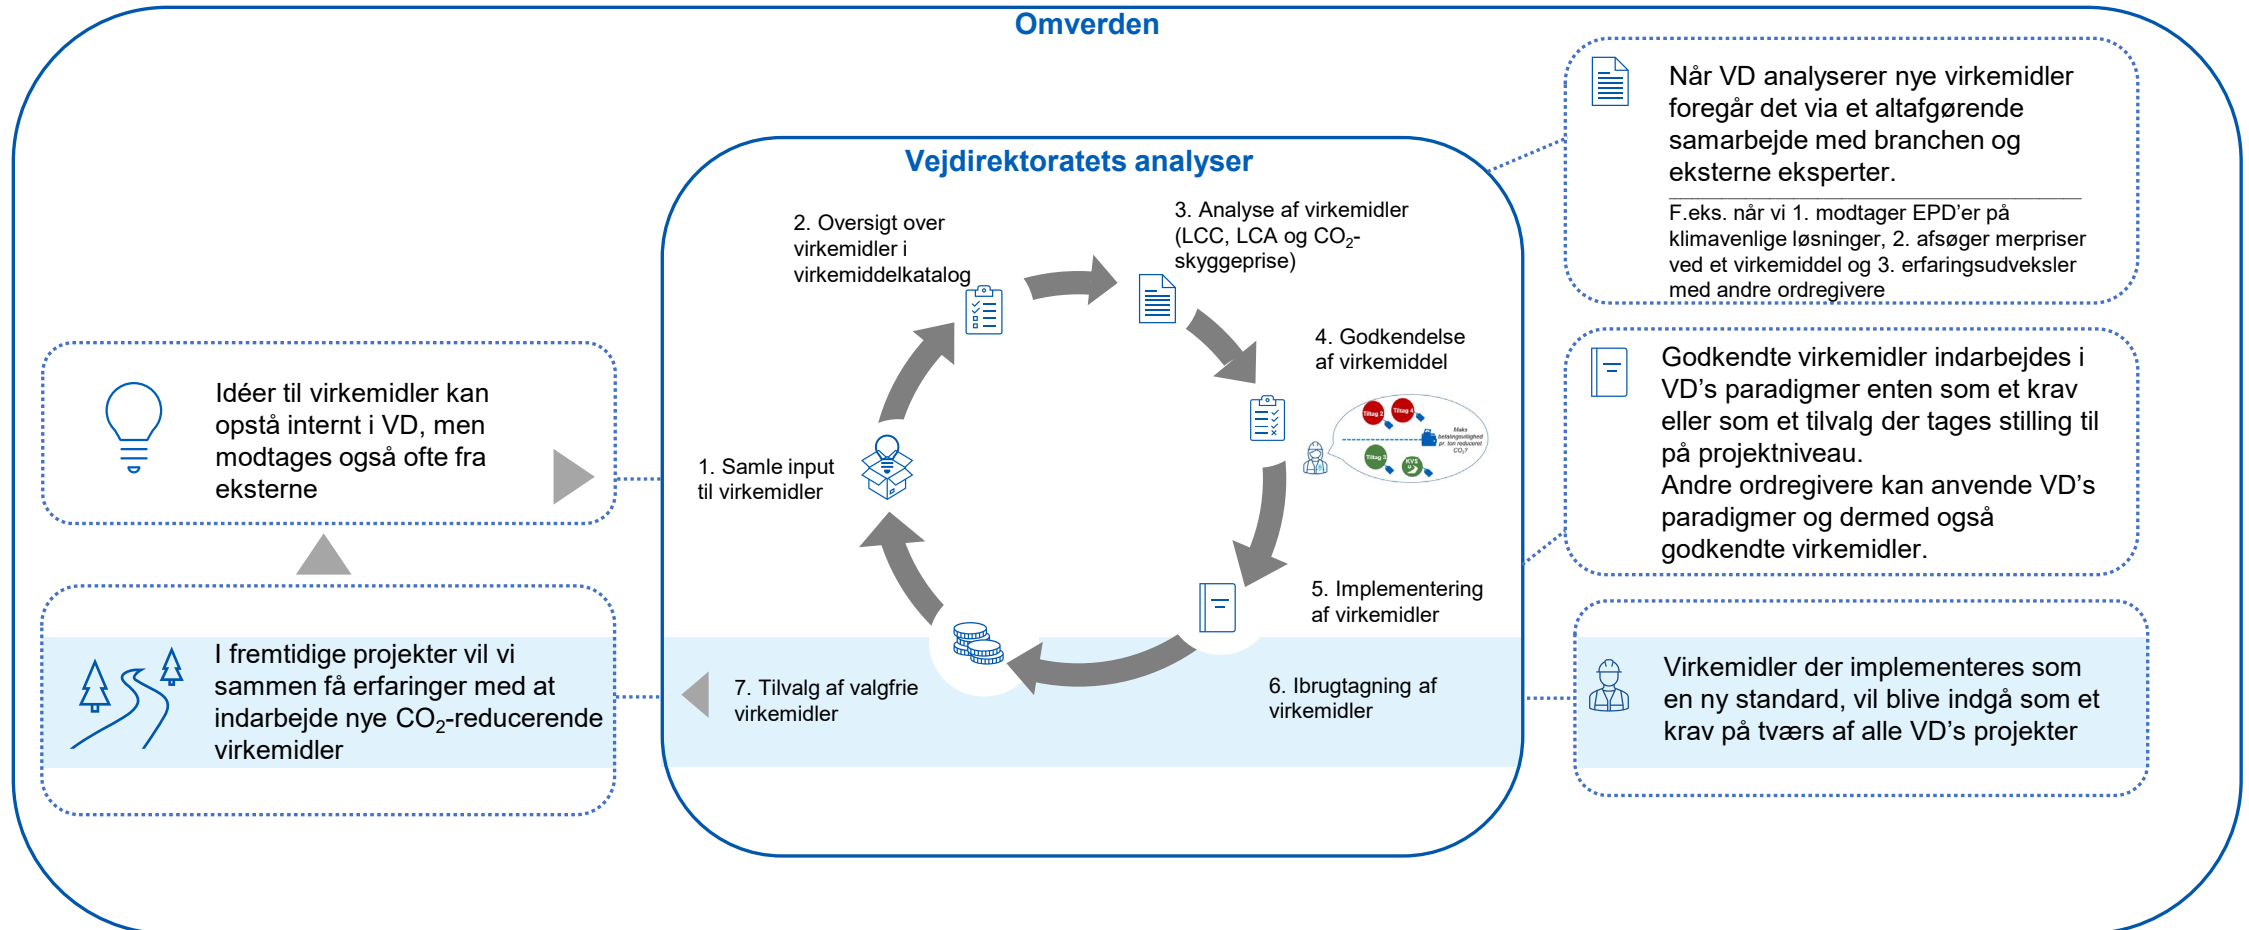 Omverden
Vejdirektoratets analyser
1. Samle input
til virkemidler
2. Oversigt over
virkemidler i
virkemiddelkatalog
3. Analyse af virkemidler
(LCC, LCA og CO₂-
skyggeprise)
4. Godkendelse
af virkemiddel
Tiltag 2
Tiltag 4
Maks
betalingsvillighed
pr. ton reduceret
CO₂?
Tiltag 3
KVS
5. Implementering
af virkemidler
6. Ibrugtagning af
virkemidler
7. Tilvalg af valgfrie
virkemidler
Idéer til virkemidler kan
opstå internt i VD, men
modtages også ofte fra
eksterne
I fremtidige projekter vil vi
sammen få erfaringer med at
indarbejde nye CO₂-reducerende
virkemidler
Når VD analyserer nye virkemidler
foregår det via et altafgørende
samarbejde med branchen og
eksterne eksperter.
F.eks. når vi 1. modtager EPD’er på
klimavenlige løsninger, 2. afsøger merpriser
ved et virkemiddel og 3. erfaringsudveksler
med andre ordregivere
Godkendte virkemidler indarbejdes i
VD’s paradigmer enten som et krav
eller som et tilvalg der tages stilling til
på projektniveau.
Andre ordregivere kan anvende VD’s
paradigmer og dermed også
godkendte virkemidler.
Virkemidler der implementeres som
en ny standard, vil blive indgå som et
krav på tværs af alle VD’s projekter